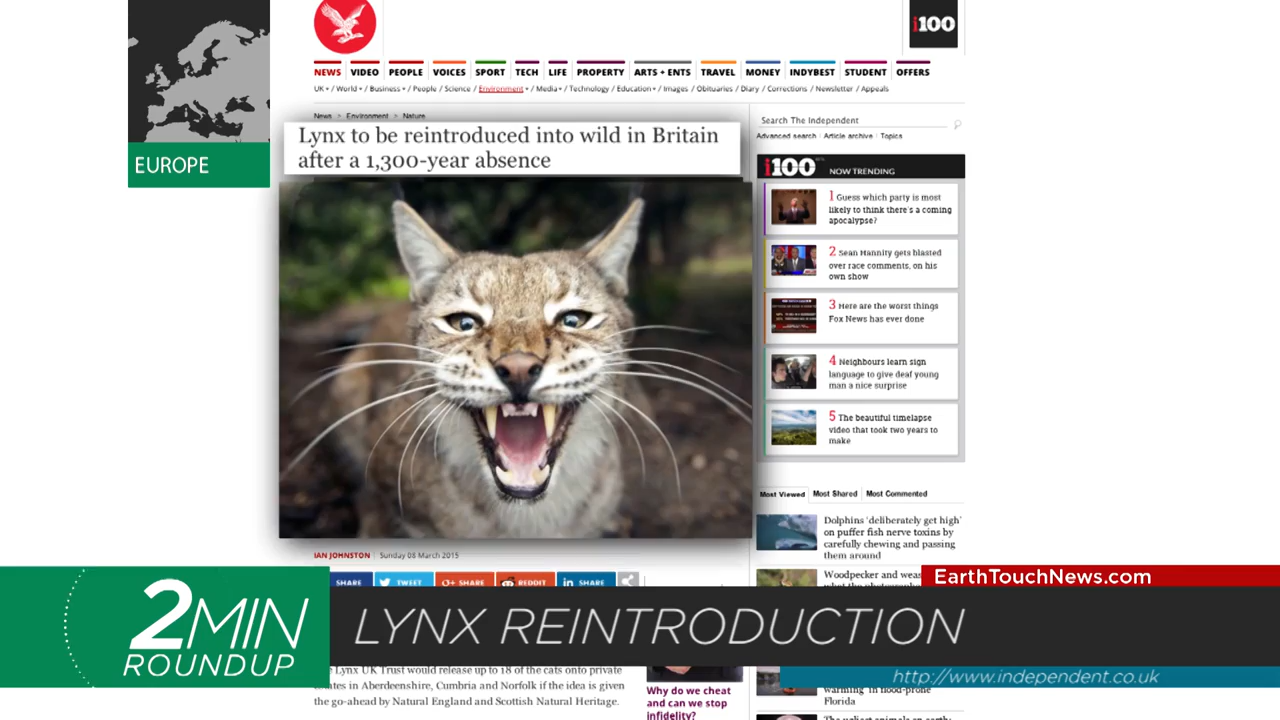 i100
NEWS VIDEO PEOPLE VOICES SPORT TECH LIFE PROPERTY ARTS + ENTS TRAVEL MONEY INDYBEST STUDENT OFFERS
UK / World / Business / People / Science / Environment / Media / Technology / Education / Images / Obituaries / Diary / Corrections / Newsletter / Appeals
EUROPE
News > Environment > Nature
Lynx to be reintroduced into wild in Britain
after a 1,300-year absence
Search The Independent
Advanced search Article archive Topics
i100 NOW TRENDING
1 Guess which party is most
likely to think there's a coming
apocalypse?
2 Sean Hannity gets blasted
over race comments, on his
own show
3 Here are the worst things
Fox News has ever done
4 Neighbours learn sign
language to give deaf young
man a nice surprise
5 The beautiful timelapse
video that took two years to
make
Most Viewed Most Shared Most Commented
Dolphins 'deliberately get high'
on puffer fish nerve toxins by
carefully chewing and passing
them around
Woodpecker and
IAN JOHNSTON Sunday 08 March 2015
SHARE TWEET SHARE REDDIT SHARE
EarthTouchNews.com
2MIN
ROUNDUP
LYNX REINTRODUCTION
http://www.independent.co.uk
Lynx UK Trust would release up to 18 of the cats onto private
in Aberdeenshire, Cumbria and Norfolk if the idea is given
the go-ahead by Natural England and Scottish Natural Heritage.
Why do we cheat
and can we stop
infidelity?
warming' in flood-prone
Florida